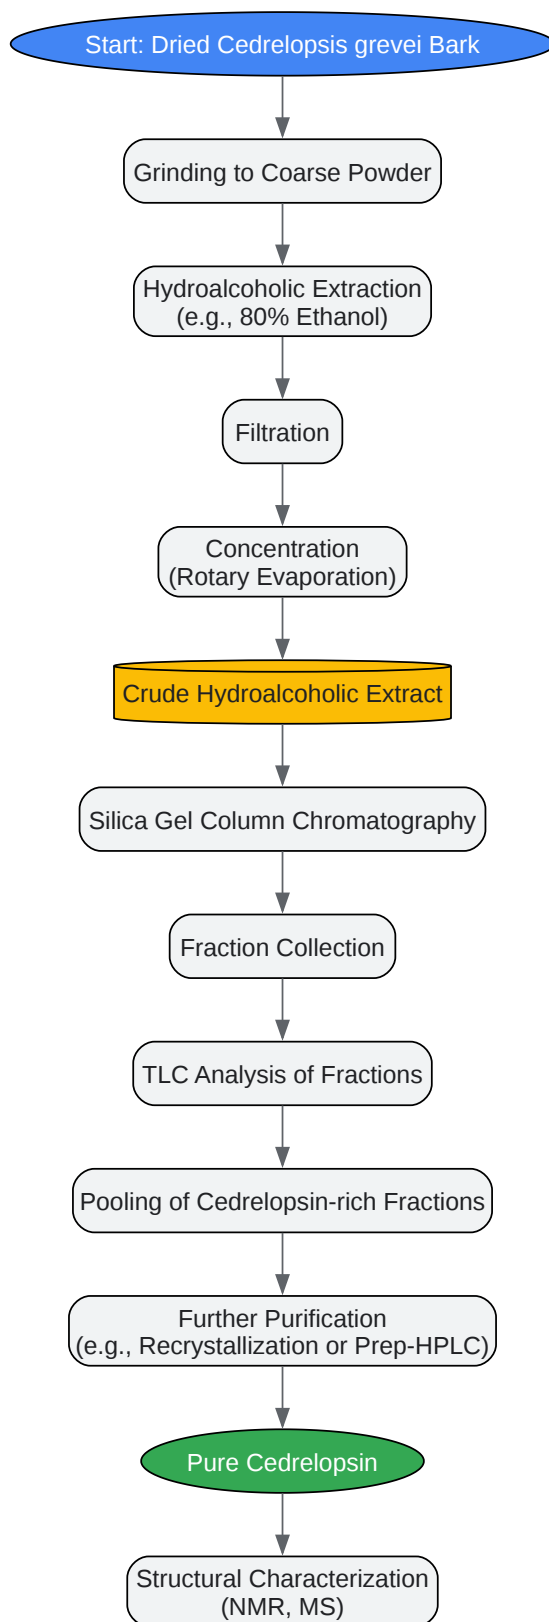 Start: Dried Cedrelopsis grevei Bark
Grinding to Coarse Powder
Hydroalcoholic Extraction
(e.g., 80% Ethanol)
Filtration
Concentration
(Rotary Evaporation)
Crude Hydroalcoholic Extract
Silica Gel Column Chromatography
Fraction Collection
TLC Analysis of Fractions
Pooling of Cedrelopsin-rich Fractions
Further Purification
(e.g., Recrystallization or Prep-HPLC)
Pure Cedrelopsin
Structural Characterization
(NMR, MS)